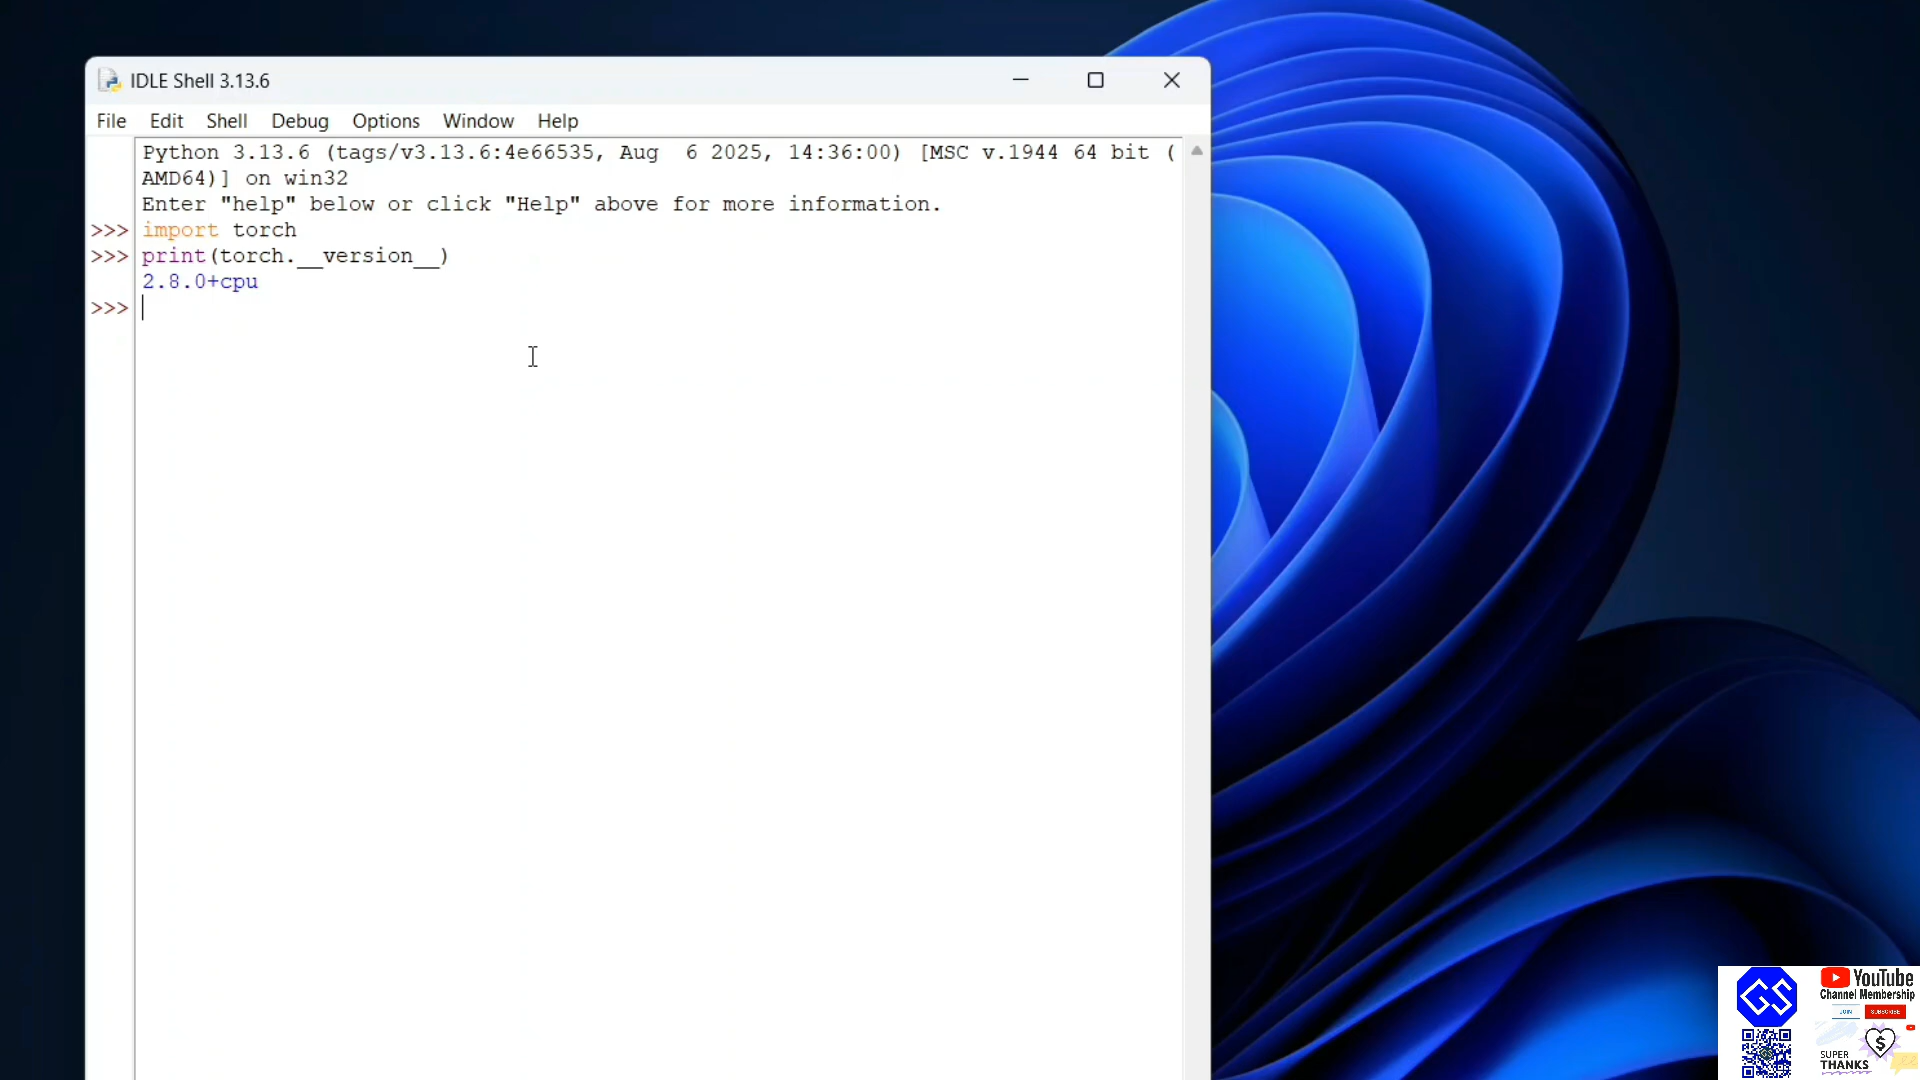 IDLE Shell 3.13.6
File Edit Shell Debug Options Window Help
Python 3.13.6 (tags/v3.13.6:4e66535, Aug  6 2025, 14:36:00) [MSC v.1944 64 bit (
AMD64)] on win32
Enter "help" below or click "Help" above for more information.
>>> import torch
>>> print(torch.__version__)
2.8.0+cpu
>>>
GS
YouTube
Channel Membership
JOIN SUBSCRIBE
$
SUPER
THANKS